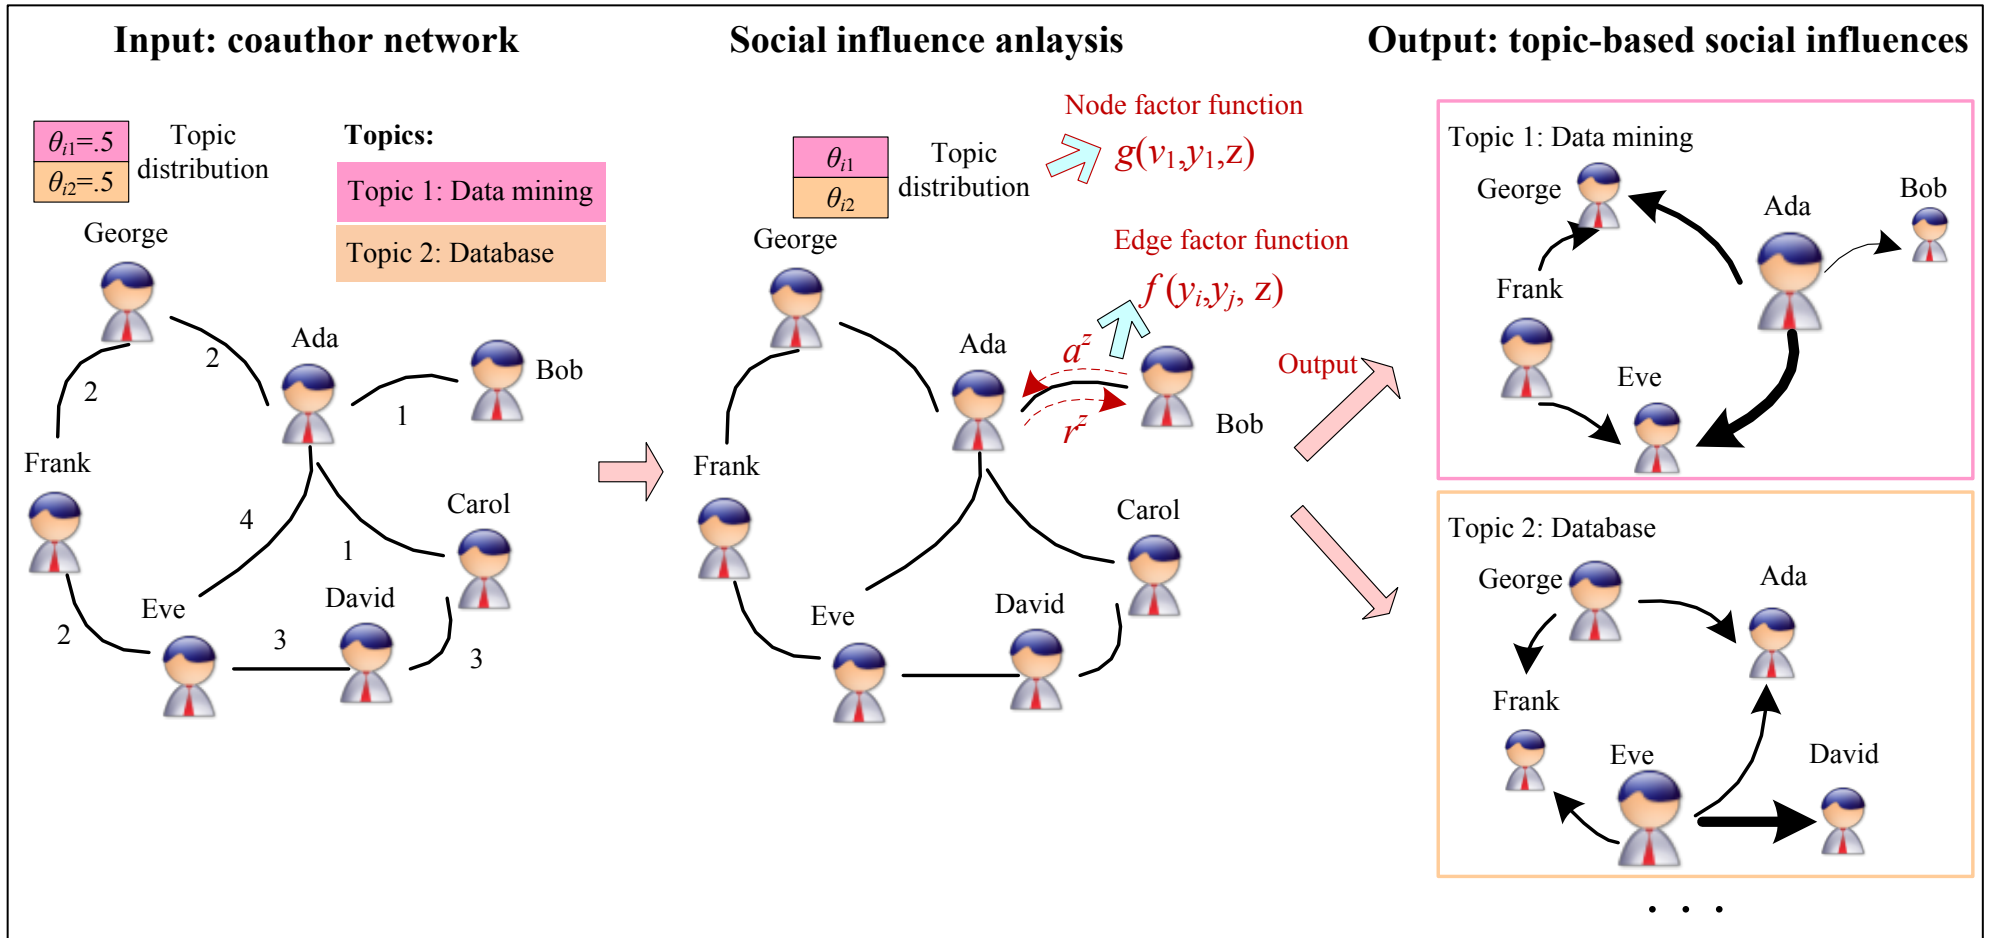 Input: coauthor network
θi1=.5
θi2=.5
Topic
distribution
Topics:
Topic 1: Data mining
Topic 2: Database
George
2
2
Ada
1
Bob
Frank
4
1
Carol
2
Eve
3
David
3
Social influence anlaysis
θi1
θi2
Topic
distribution
Node factor function
g(v1,y1,z)
Edge factor function
f (yi,yj, z)
George
Ada
az
rz
Bob
Frank
Carol
Eve
David
Output
Output: topic-based social influences
Topic 1: Data mining
George
Ada
Bob
Frank
Eve
Topic 2: Database
George
Ada
Frank
Eve
David
. . .